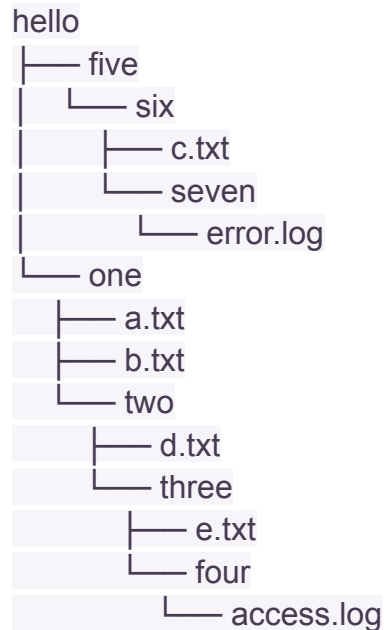 hello
├── five
│   └── six
│       ├── c.txt
│       └── seven
│           └── error.log
└── one
    ├── a.txt
    ├── b.txt
    └── two
        ├── d.txt
        └── three
            ├── e.txt
            └── four
                └── access.log